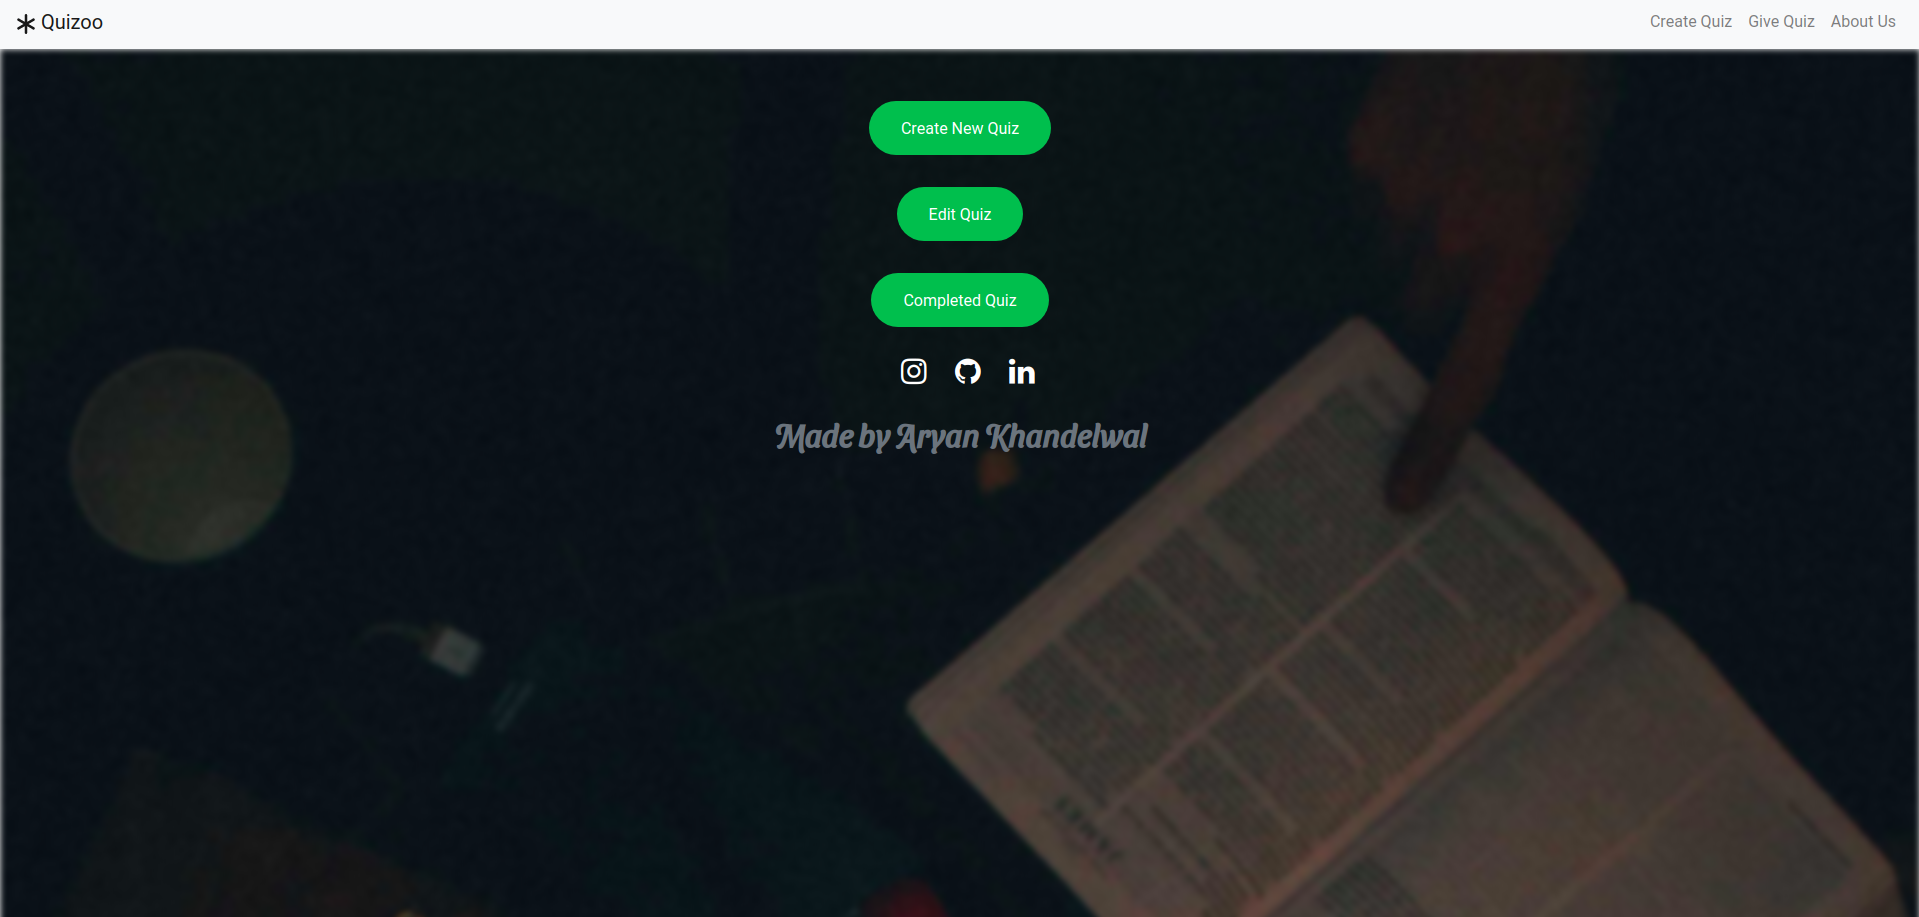 Quizoo Create Quiz Give Quiz About Us
Create New Quiz
Edit Quiz
Completed Quiz
Made by Aryan Khandelwal